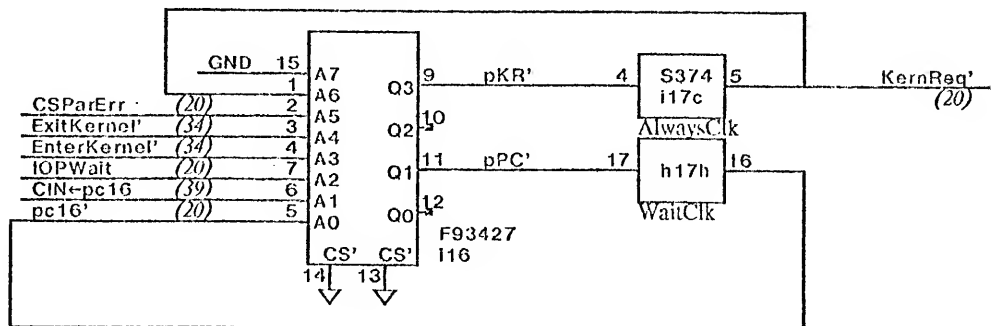 GND 15 A7
1 A6
CSParErr (20) 2 A5
ExitKernel' (34) 3 A4
EnterKernel' (34) 4 A3
IOPWait (20) 7 A2
CIN←pc16 (39) 6 A1
pc16' (20) 5 A0
Q3 9 pKR' 4 S374 5 KernReq'
i17c (20)
AlwaysClk
Q2 10
Q1 11 pPC' 17 h17h 16
WaitClk
Q0 12
F93427
i16
CS' CS'
14 13